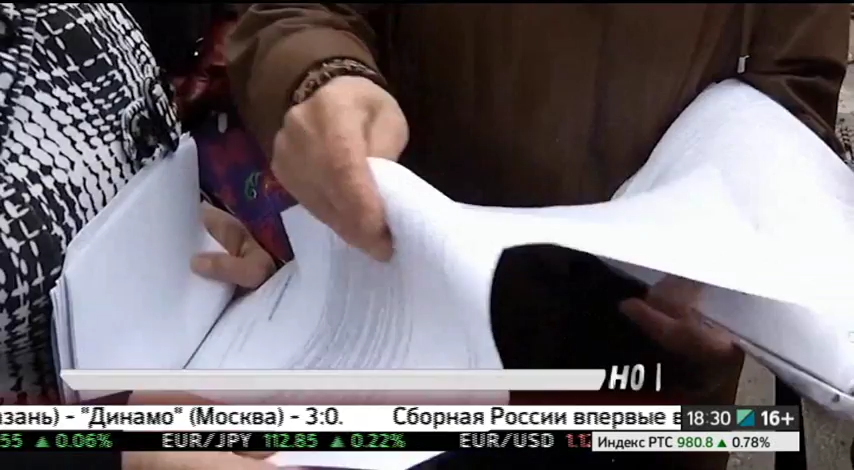 НО |
азань) - "Динамо" (Москва) - 3:0. Сборная России впервые в
18:30 16+
55 ▲ 0.06% EUR/JPY 112.85 ▲ 0.22% EUR/USD
Индекс РТС 980.8 ▲ 0.78%